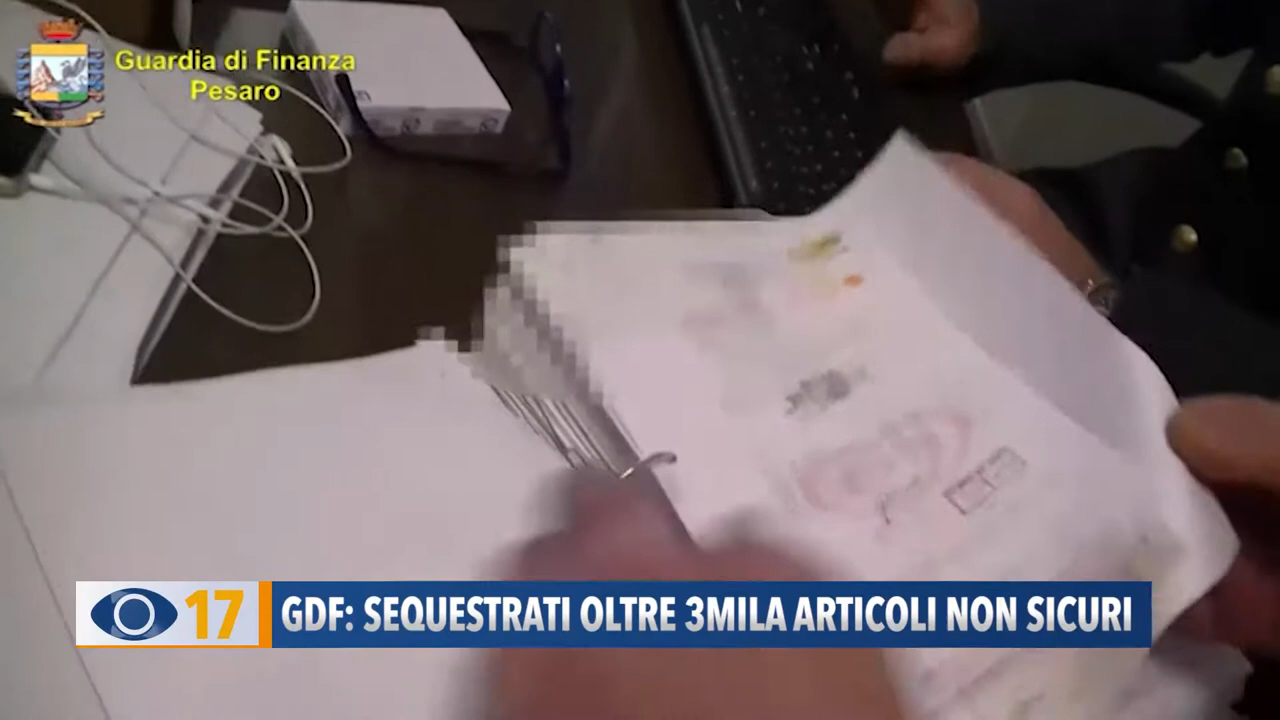 Guardia di Finanza
Pesaro
17 GDF: SEQUESTRATI OLTRE 3MILA ARTICOLI NON SICURI